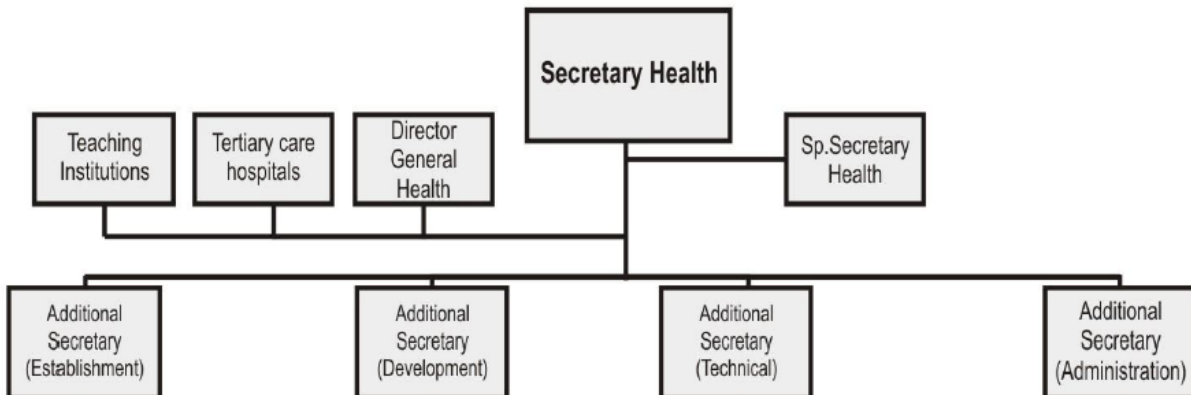 Secretary Health
Teaching
Institutions
Tertiary care
hospitals
Director
General
Health
Sp.Secretary
Health
Additional
Secretary
(Establishment)
Additional
Secretary
(Development)
Additional
Secretary
(Technical)
Additional
Secretary
(Administration)